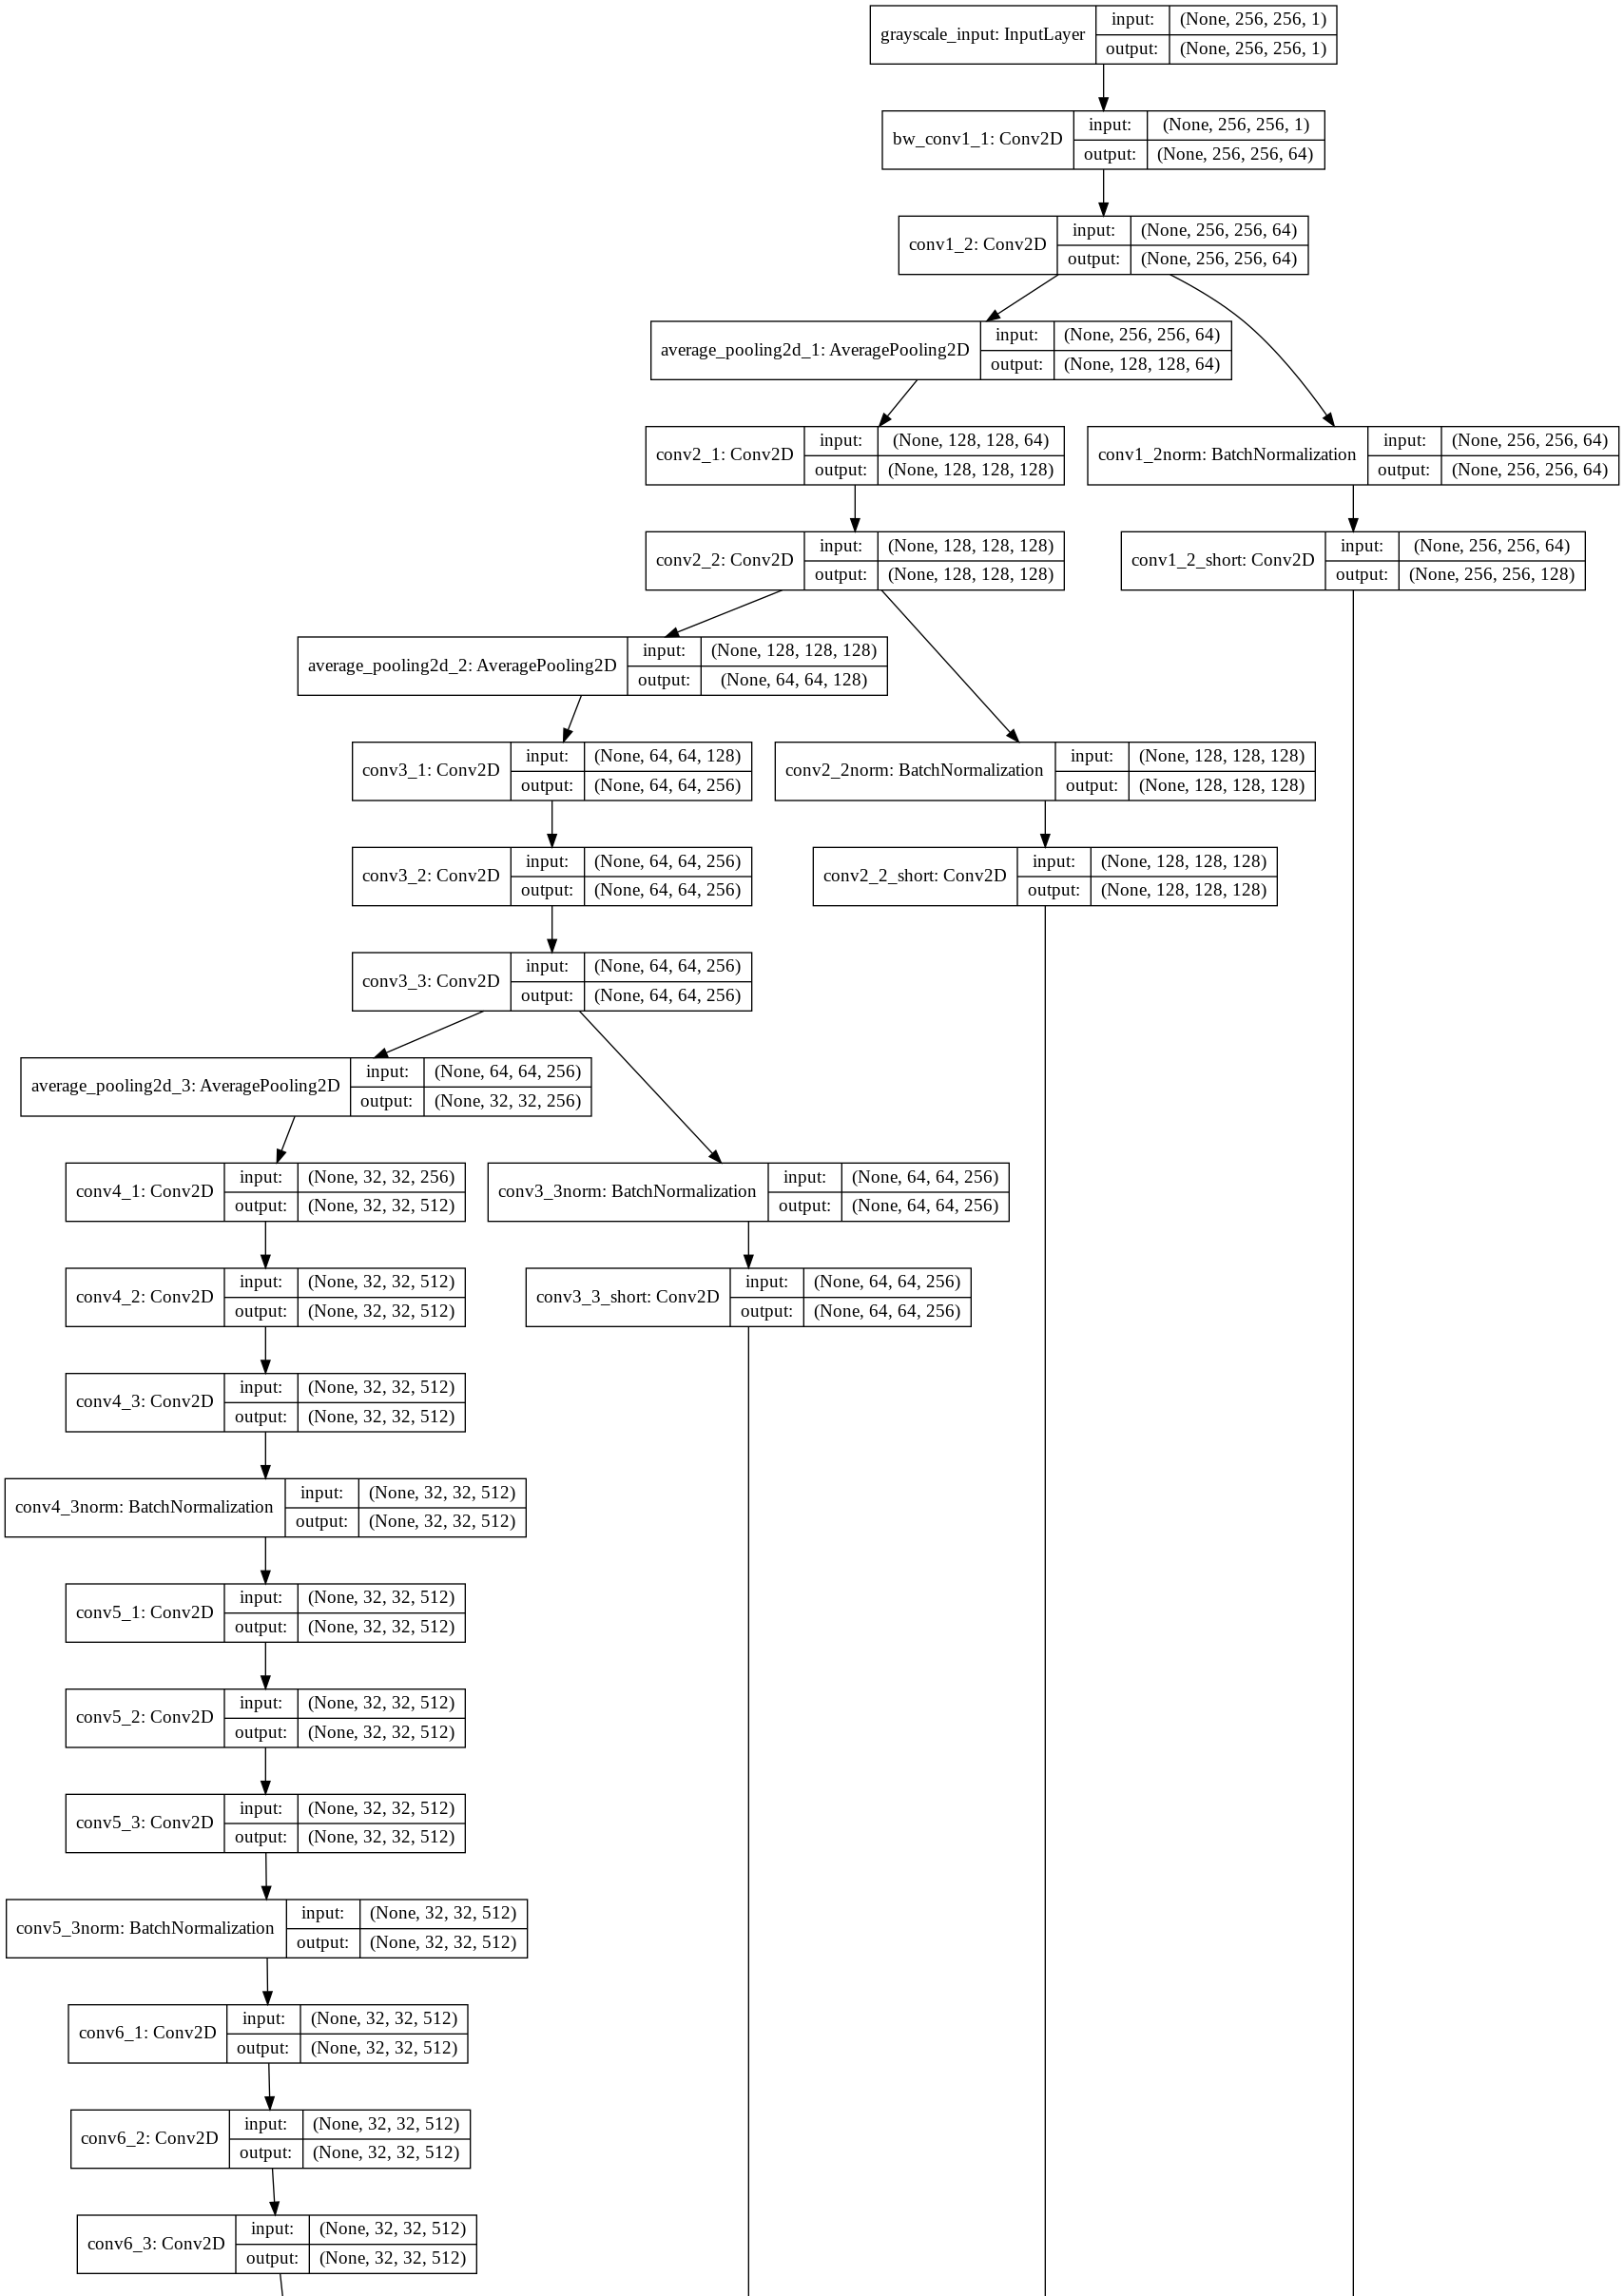 grayscale_input: InputLayer input: (None, 256, 256, 1)
output: (None, 256, 256, 1)
bw_conv1_1: Conv2D input: (None, 256, 256, 1)
output: (None, 256, 256, 64)
conv1_2: Conv2D input: (None, 256, 256, 64)
output: (None, 256, 256, 64)
average_pooling2d_1: AveragePooling2D input: (None, 256, 256, 64)
output: (None, 128, 128, 64)
conv2_1: Conv2D input: (None, 128, 128, 64)
output: (None, 128, 128, 128)
conv1_2norm: BatchNormalization input: (None, 256, 256, 64)
output: (None, 256, 256, 64)
conv2_2: Conv2D input: (None, 128, 128, 128)
output: (None, 128, 128, 128)
conv1_2_short: Conv2D input: (None, 256, 256, 64)
output: (None, 256, 256, 128)
average_pooling2d_2: AveragePooling2D input: (None, 128, 128, 128)
output: (None, 64, 64, 128)
conv3_1: Conv2D input: (None, 64, 64, 128)
output: (None, 64, 64, 256)
conv2_2norm: BatchNormalization input: (None, 128, 128, 128)
output: (None, 128, 128, 128)
conv3_2: Conv2D input: (None, 64, 64, 256)
output: (None, 64, 64, 256)
conv2_2_short: Conv2D input: (None, 128, 128, 128)
output: (None, 128, 128, 128)
conv3_3: Conv2D input: (None, 64, 64, 256)
output: (None, 64, 64, 256)
average_pooling2d_3: AveragePooling2D input: (None, 64, 64, 256)
output: (None, 32, 32, 256)
conv4_1: Conv2D input: (None, 32, 32, 256)
output: (None, 32, 32, 512)
conv3_3norm: BatchNormalization input: (None, 64, 64, 256)
output: (None, 64, 64, 256)
conv4_2: Conv2D input: (None, 32, 32, 512)
output: (None, 32, 32, 512)
conv3_3_short: Conv2D input: (None, 64, 64, 256)
output: (None, 64, 64, 256)
conv4_3: Conv2D input: (None, 32, 32, 512)
output: (None, 32, 32, 512)
conv4_3norm: BatchNormalization input: (None, 32, 32, 512)
output: (None, 32, 32, 512)
conv5_1: Conv2D input: (None, 32, 32, 512)
output: (None, 32, 32, 512)
conv5_2: Conv2D input: (None, 32, 32, 512)
output: (None, 32, 32, 512)
conv5_3: Conv2D input: (None, 32, 32, 512)
output: (None, 32, 32, 512)
conv5_3norm: BatchNormalization input: (None, 32, 32, 512)
output: (None, 32, 32, 512)
conv6_1: Conv2D input: (None, 32, 32, 512)
output: (None, 32, 32, 512)
conv6_2: Conv2D input: (None, 32, 32, 512)
output: (None, 32, 32, 512)
conv6_3: Conv2D input: (None, 32, 32, 512)
output: (None, 32, 32, 512)